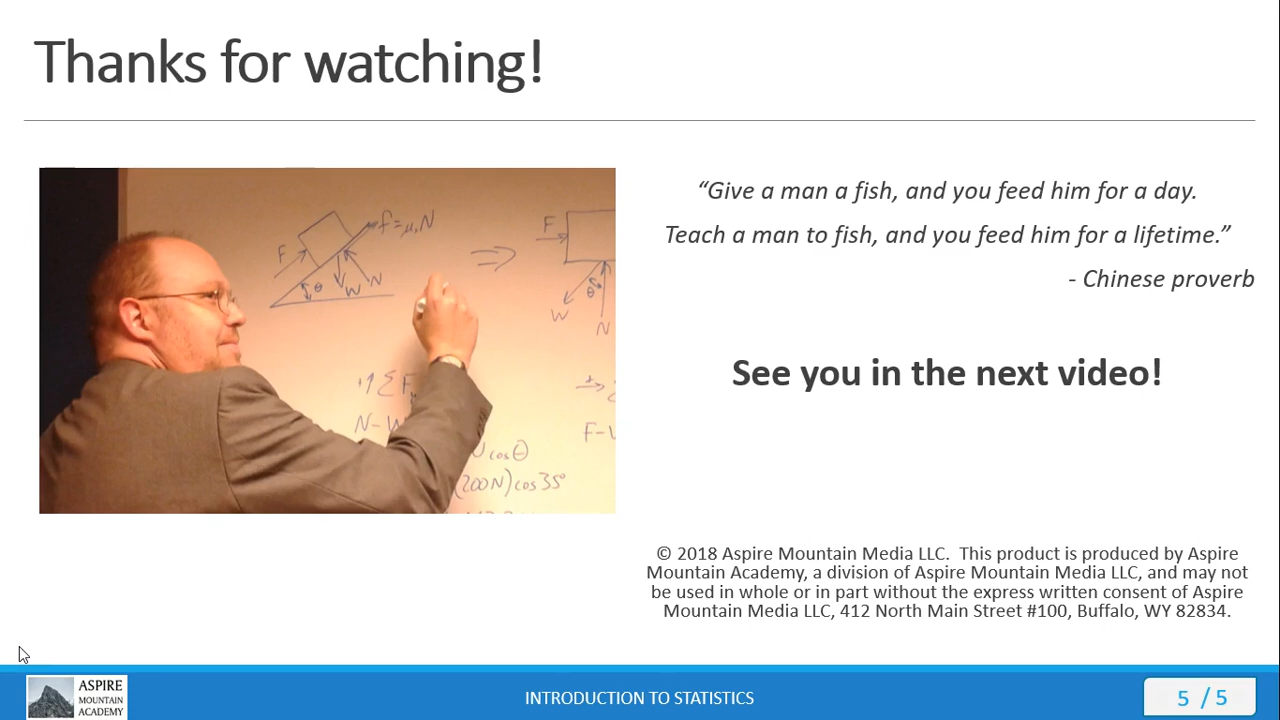 Thanks for watching!
“Give a man a fish, and you feed him for a day.
Teach a man to fish, and you feed him for a lifetime.”
- Chinese proverb
See you in the next video!
F
f=μN
θ
W
N
⇒
F
θ
W
N
N-W
F-
cosθ
(200N)cos35°
© 2018 Aspire Mountain Media LLC. This product is produced by Aspire
Mountain Academy, a division of Aspire Mountain Media LLC, and may not
be used in whole or in part without the express written consent of Aspire
Mountain Media LLC, 412 North Main Street #100, Buffalo, WY 82834.
ASPIRE
MOUNTAIN
ACADEMY
INTRODUCTION TO STATISTICS
5 / 5